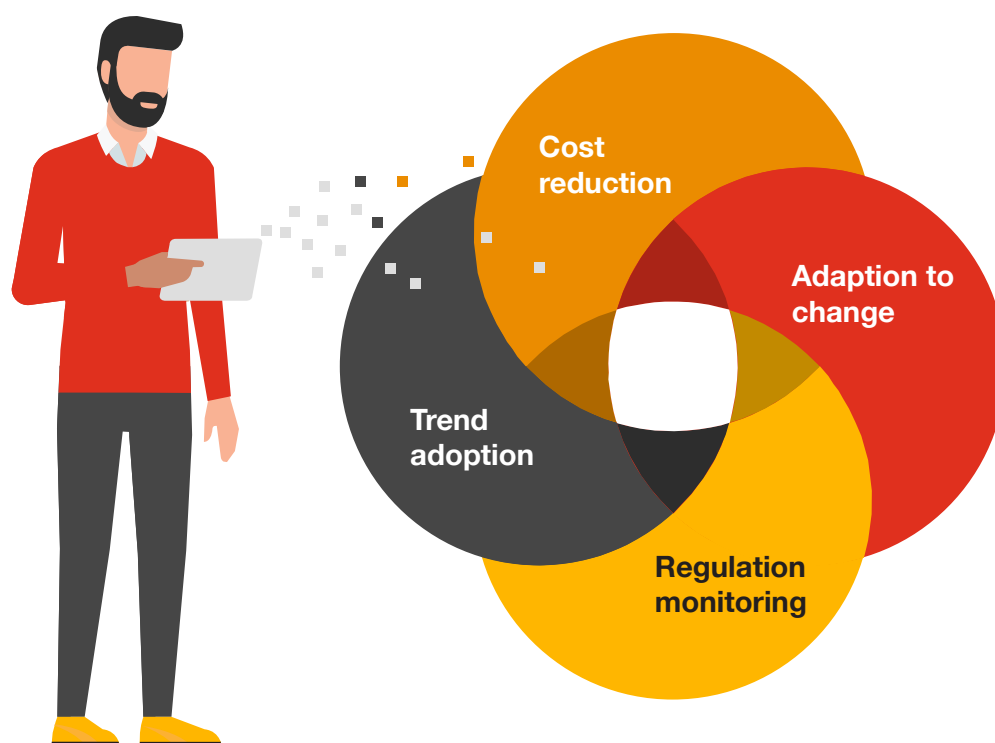 Cost
reduction
Adaption to
change
Trend
adoption
Regulation
monitoring